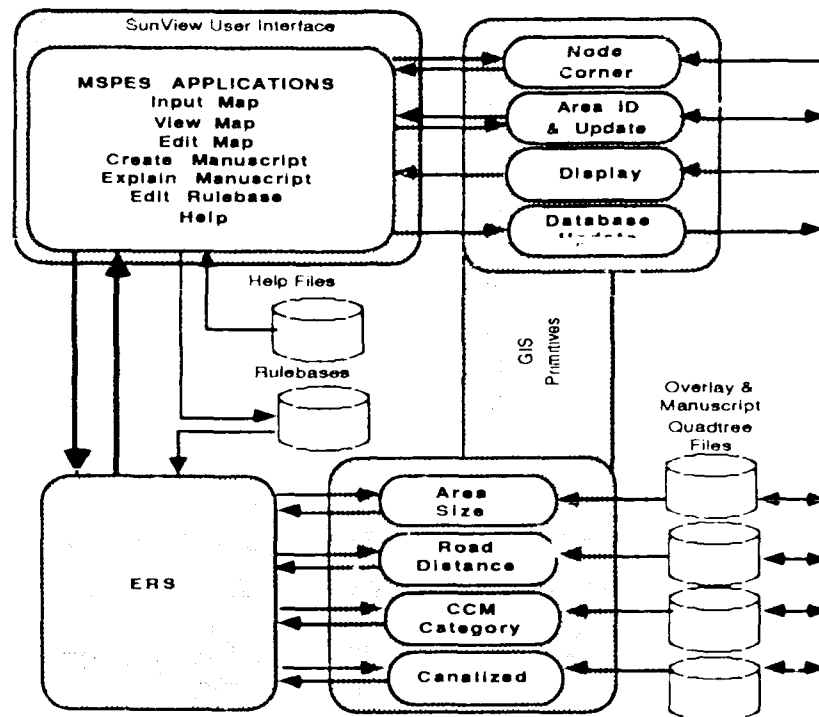 SunView User Interface
MSPES APPLICATIONS
Input Map
View Map
Edit Map
Create Manuscript
Explain Manuscript
Edit Rulebase
Help
Node
Corner
Area ID
& Update
Display
Database
Update
Help Files
Rulebases
GIS
Primitives
Overlay &
Manuscript
Quadtree
Files
ERS
Area
Size
Road
Distance
CCM
Category
Canalized